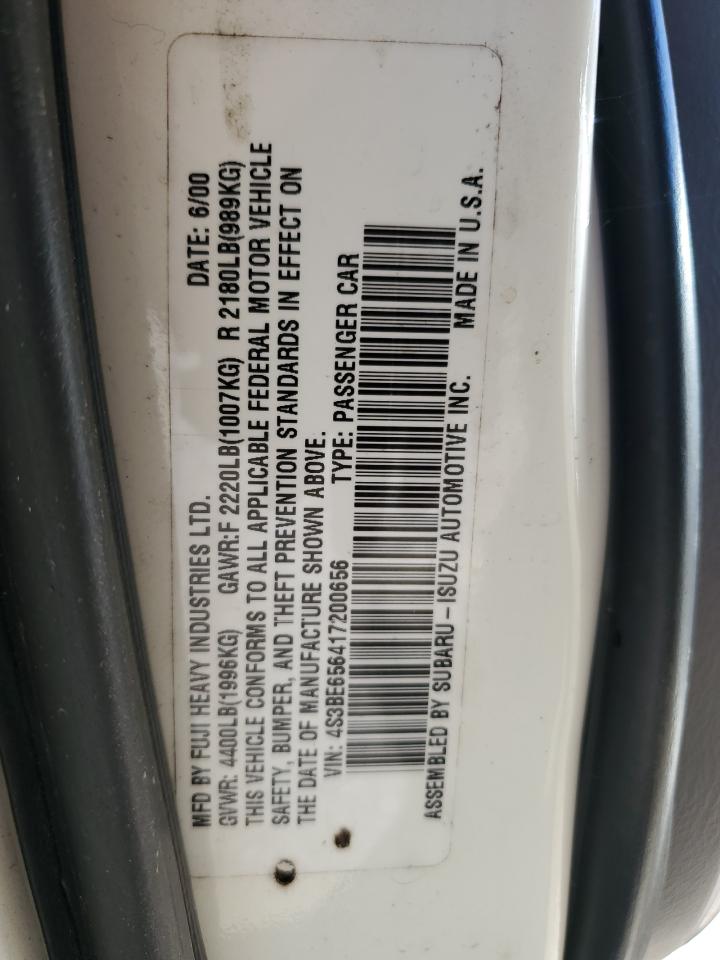 MFD BY FUJI HEAVY INDUSTRIES LTD. DATE: 6/00
GVWR: 4400LB(1996KG) GAWR:F 2220LB(1007KG) R 2180LB(989KG)
THIS VEHICLE CONFORMS TO ALL APPLICABLE FEDERAL MOTOR VEHICLE
SAFETY, BUMPER, AND THEFT PREVENTION STANDARDS IN EFFECT ON
THE DATE OF MANUFACTURE SHOWN ABOVE.
VIN: 4S3BE656417200656 TYPE: PASSENGER CAR
ASSEMBLED BY SUBARU-ISUZU AUTOMOTIVE INC. MADE IN U.S.A.